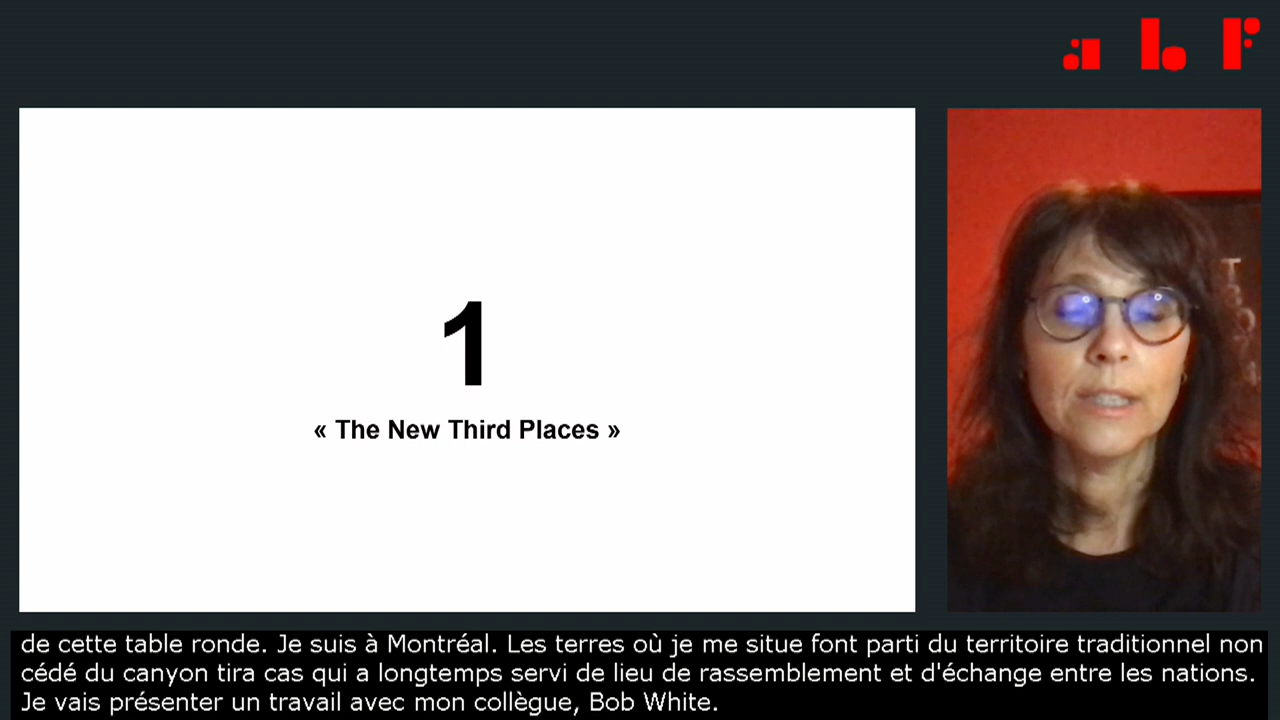 abf
1
« The New Third Places »
de cette table ronde. Je suis à Montréal. Les terres où je me situe font parti du territoire traditionnel non
cédé du canyon tira cas qui a longtemps servi de lieu de rassemblement et d'échange entre les nations.
Je vais présenter un travail avec mon collègue, Bob White.